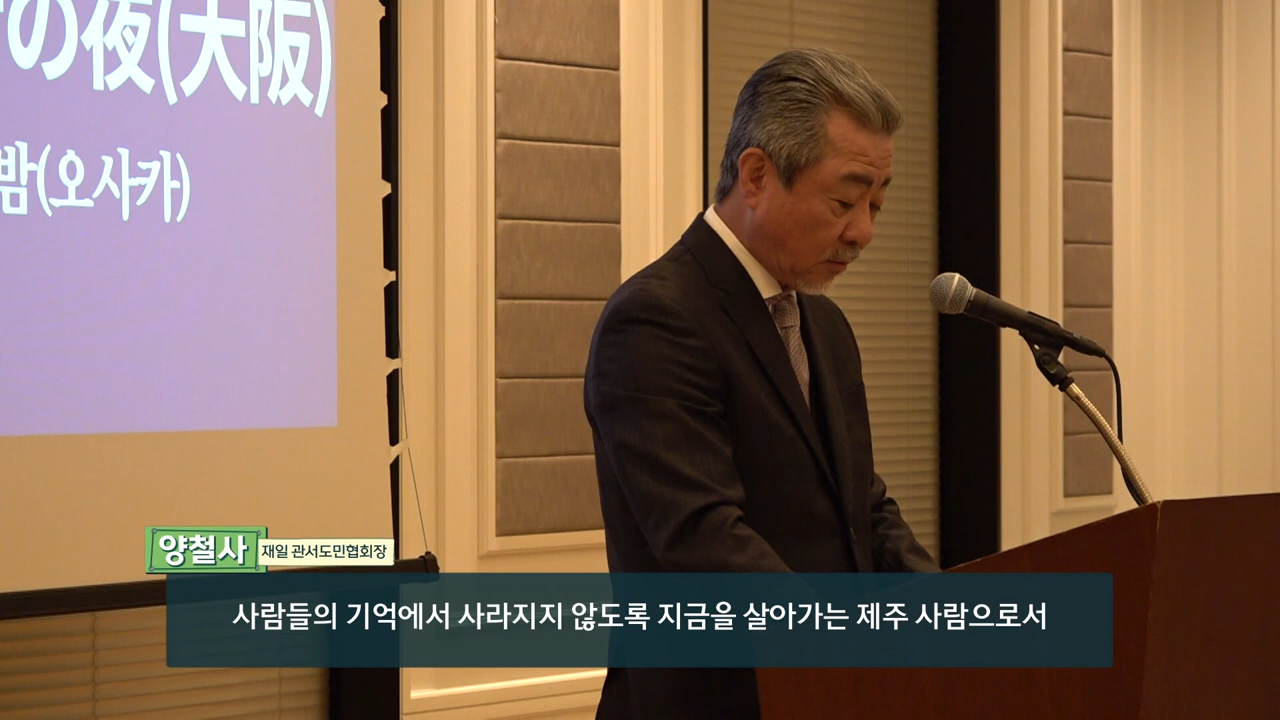 の夜(大阪)
밤(오사카)
양철사 재일 관서도민협회장
사람들의 기억에서 사라지지 않도록 지금을 살아가는 제주 사람으로서